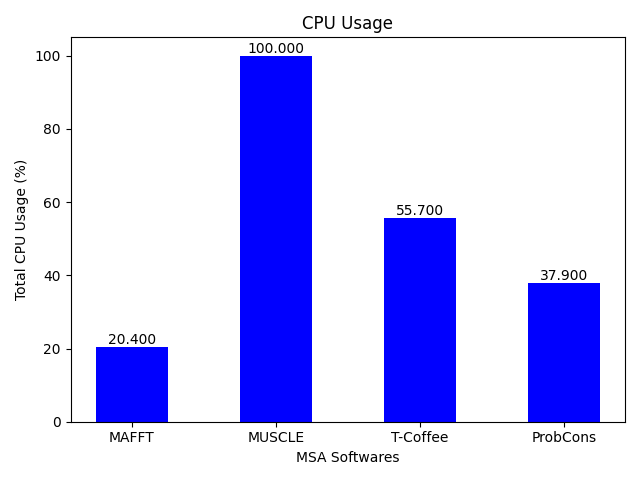 CPU Usage
100.000
55.700
37.900
20.400
Total CPU Usage (%)
100
80
60
40
20
0
MAFFT
MUSCLE
T-Coffee
ProbCons
MSA Softwares